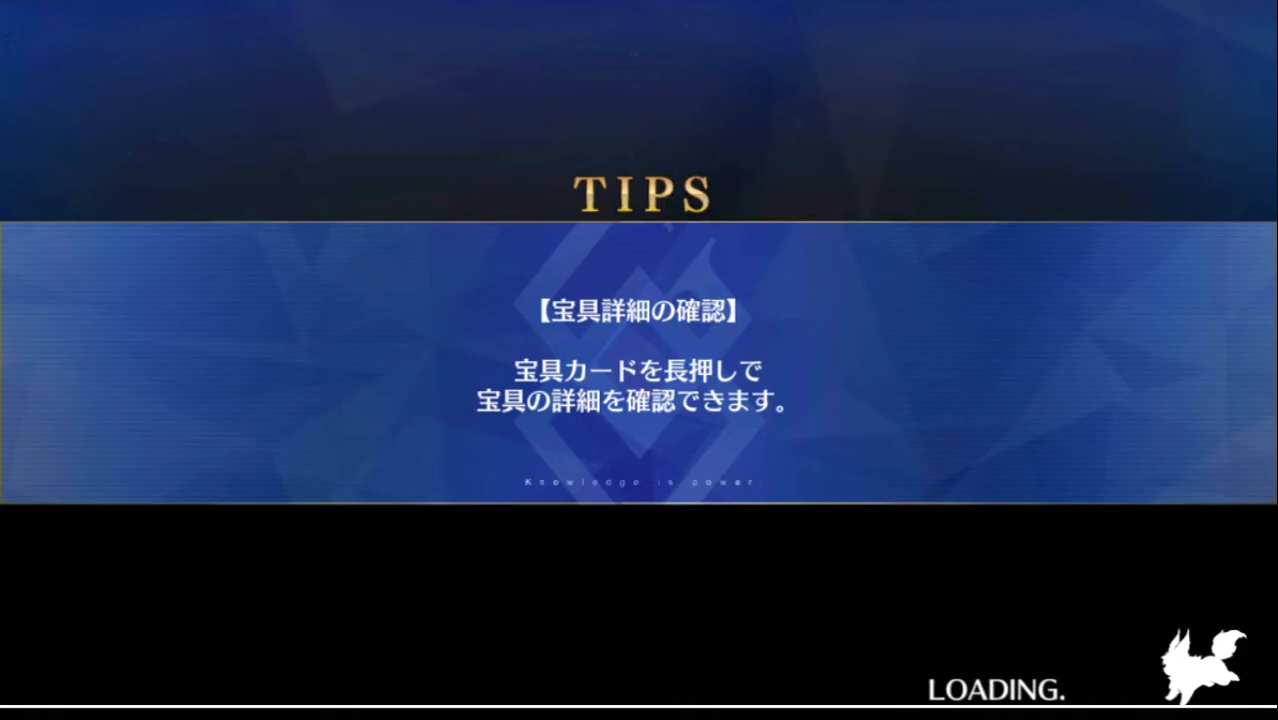 TIPS
【宝具詳細の確認】
宝具カードを長押しで
宝具の詳細を確認できます。
Knowledge is power.
LOADING.